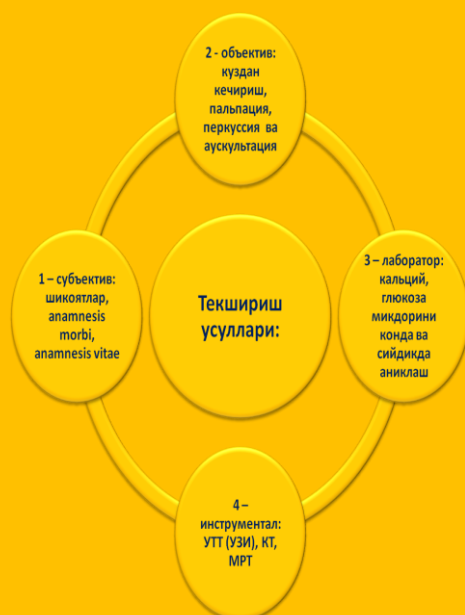 2 - объектив:
куздан
кечириш,
пальпация,
перкуссия ва
аускультация
1 – субъектив:
шикоятлар,
anamnesis
morbi,
anamnesis vitae
Текшириш
усуллари:
3 – лаборатор:
кальций,
глюкоза
микдорини
конда ва
сийдикда
аниклаш
4 –
инструментал:
УТТ (УЗИ), КТ,
МРТ